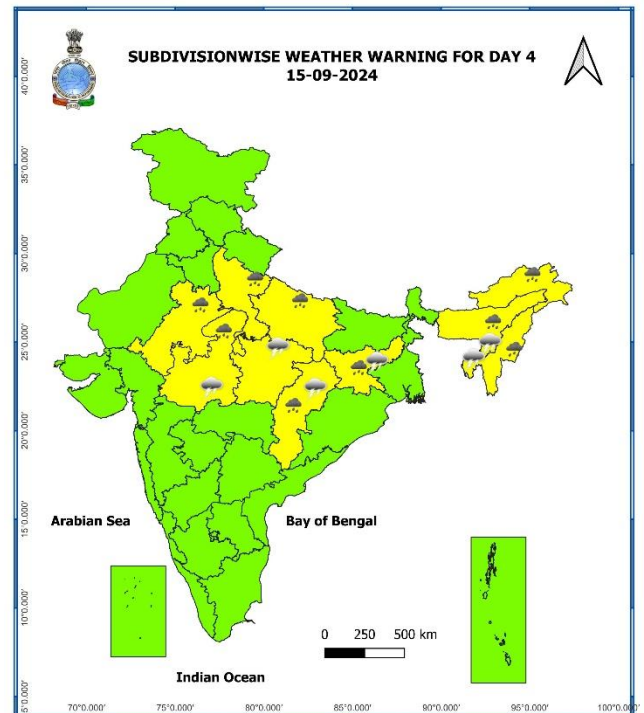 SUBDIVISIONWISE WEATHER WARNING FOR DAY 4
15-09-2024
40°0.000'
35°0.000'
30°0.000'
25°0.000'
20°0.000'
15°0.000'
10°0.000'
5°0.000'
Arabian Sea
Bay of Bengal
0 250 500 km
Indian Ocean
70°0.000' 75°0.000' 80°0.000' 85°0.000' 90°0.000' 95°0.000' 100°0.000'